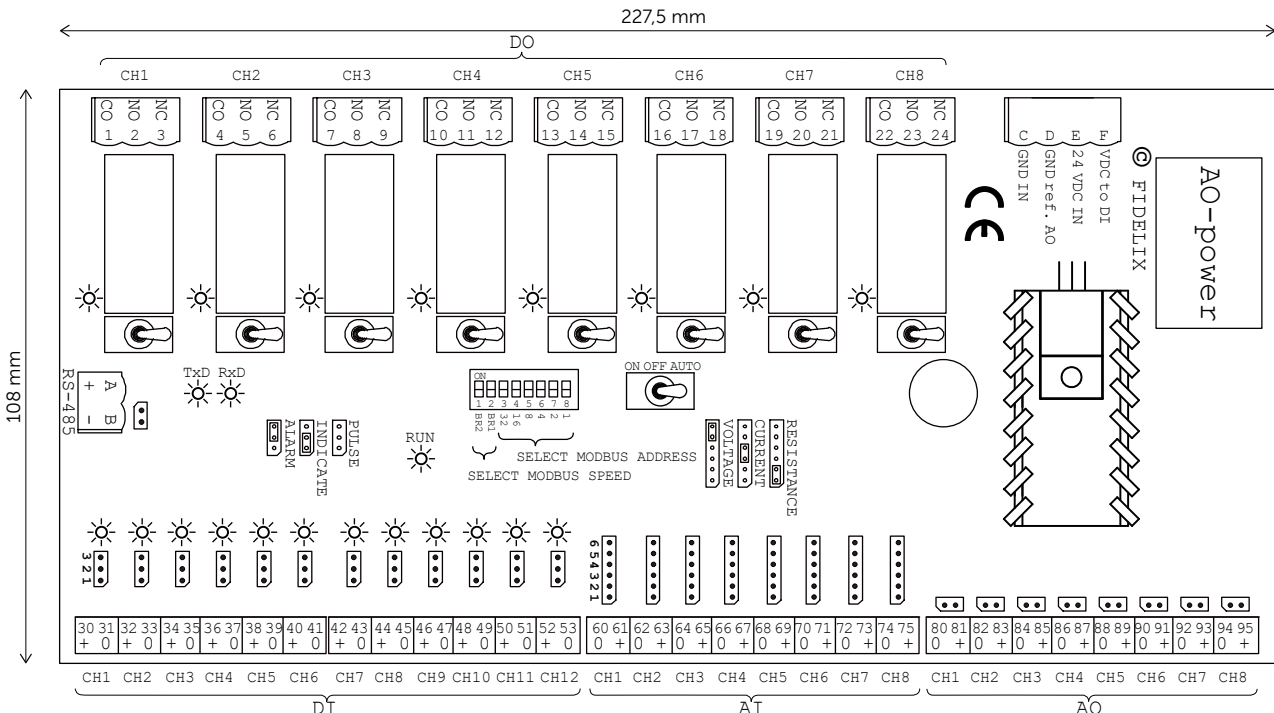 227,5 mm
DO
CH1 CH2 CH3 CH4 CH5 CH6 CH7 CH8
CO NO NC CO NO NC CO NO NC CO NO NC CO NO NC CO NO NC CO NO NC CO NO NC
1 2 3 4 5 6 7 8 9 10 11 12 13 14 15 16 17 18 19 20 21 22 23 24
C D E F
GND IN
GND ref. AO
24 VDC IN
VDC to DI
© FIDELIX
AO-power
CE
108 mm
RS-485
+ A
- B
TxD RxD
ON
1 2 3 4 5 6 7 8
BR2 BR1 32 16 8 4 2 1
ON OFF AUTO
ALARM
INDICATE
PULSE
RUN
SELECT MODBUS ADDRESS
SELECT MODBUS SPEED
VOLTAGE
CURRENT
RESISTANCE
3 2 1
6 5 4 3 2 1
30 31 32 33 34 35 36 37 38 39 40 41 42 43 44 45 46 47 48 49 50 51 52 53 60 61 62 63 64 65 66 67 68 69 70 71 72 73 74 75 80 81 82 83 84 85 86 87 88 89 90 91 92 93 94 95
+ 0 + 0 + 0 + 0 + 0 + 0 + 0 + 0 + 0 + 0 + 0 + 0 0 + 0 + 0 + 0 + 0 + 0 + 0 + 0 + 0 + 0 + 0 + 0 + 0 + 0 + 0 + 0 +
CH1 CH2 CH3 CH4 CH5 CH6 CH7 CH8 CH9 CH10 CH11 CH12 CH1 CH2 CH3 CH4 CH5 CH6 CH7 CH8 CH1 CH2 CH3 CH4 CH5 CH6 CH7 CH8
DI AI AO